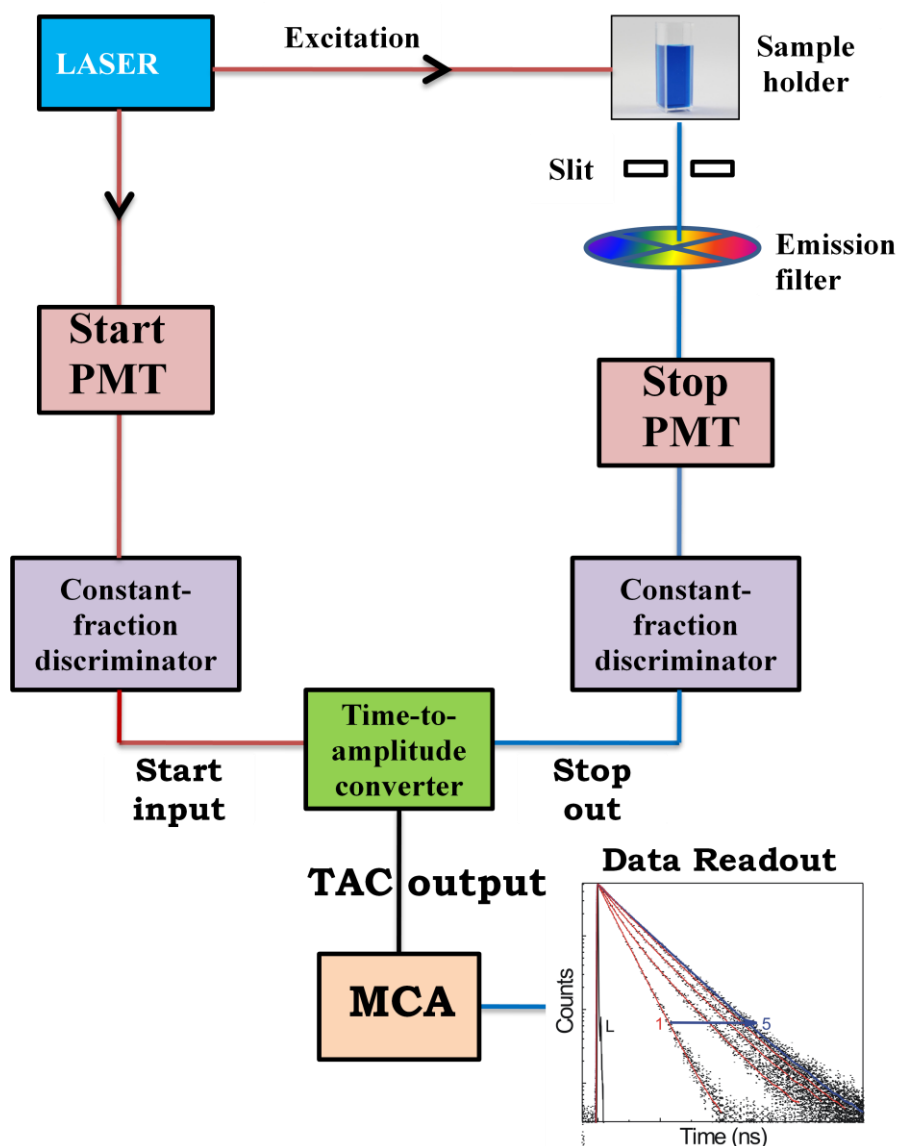 LASER
Excitation
Sample
holder
Slit
Emission
filter
Start
PMT
Stop
PMT
Constant-
fraction
discriminator
Constant-
fraction
discriminator
Time-to-
amplitude
converter
Start
input
Stop
out
TAC output
Data Readout
MCA
Counts
L
1
5
Time (ns)